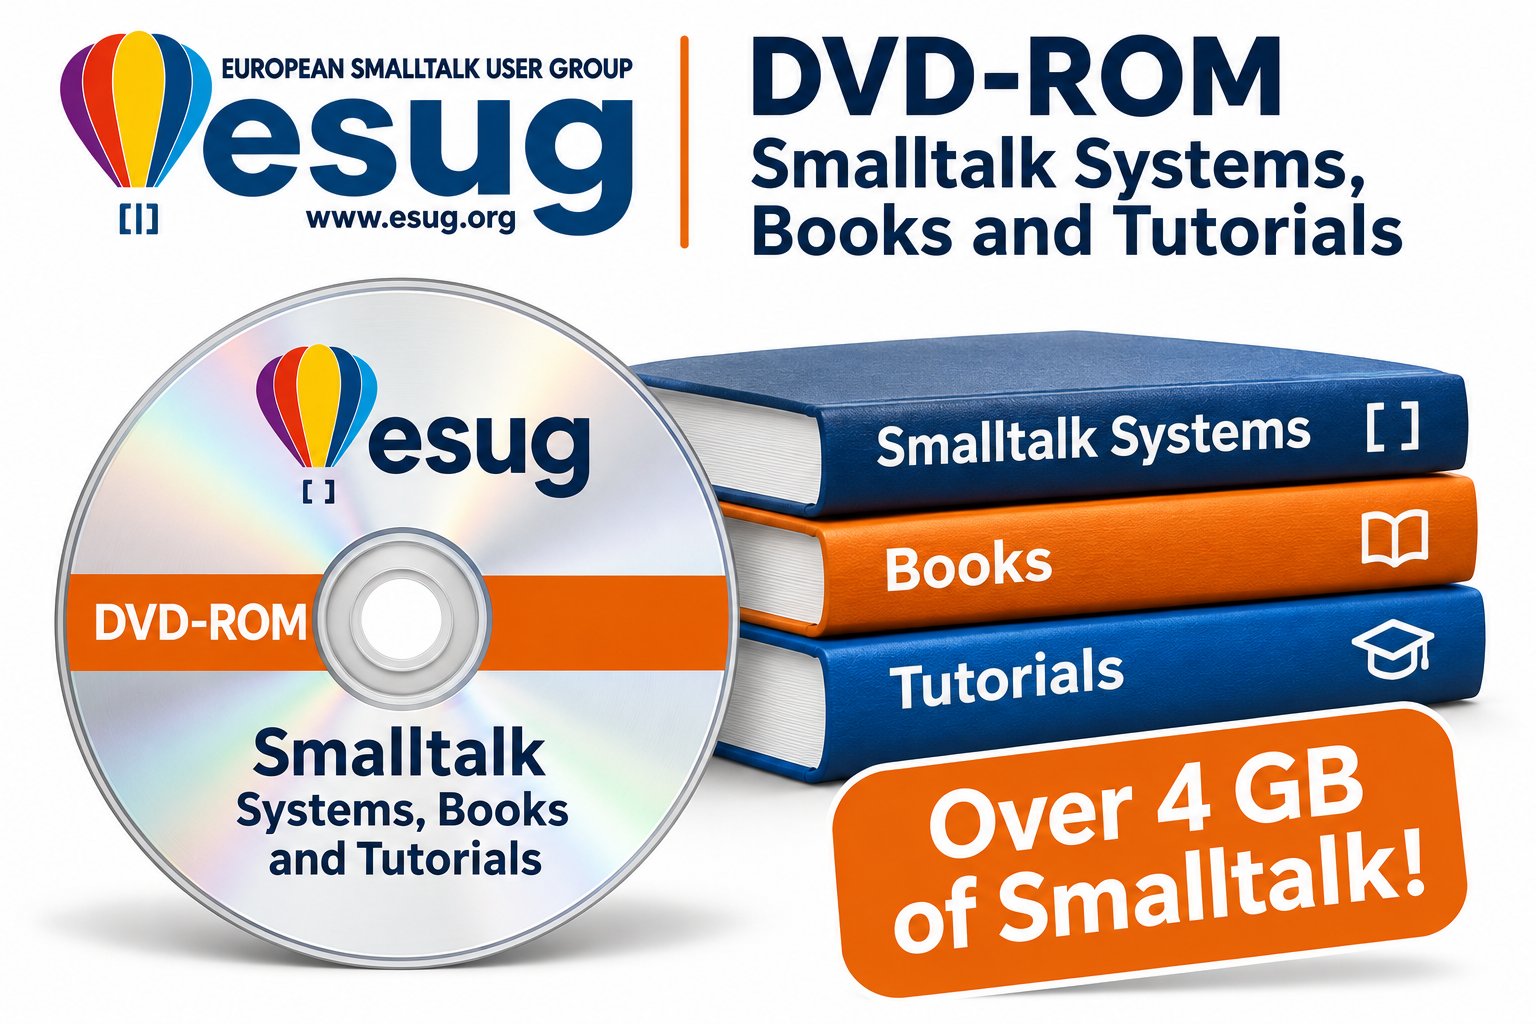 EUROPEAN SMALLTALK USER GROUP
esug
www.esug.org
[|]
DVD-ROM
Smalltalk Systems,
Books and Tutorials
esug
[ ]
DVD-ROM
Smalltalk
Systems, Books
and Tutorials
Smalltalk Systems [ ]
Books
Tutorials
Over 4 GB
of Smalltalk!